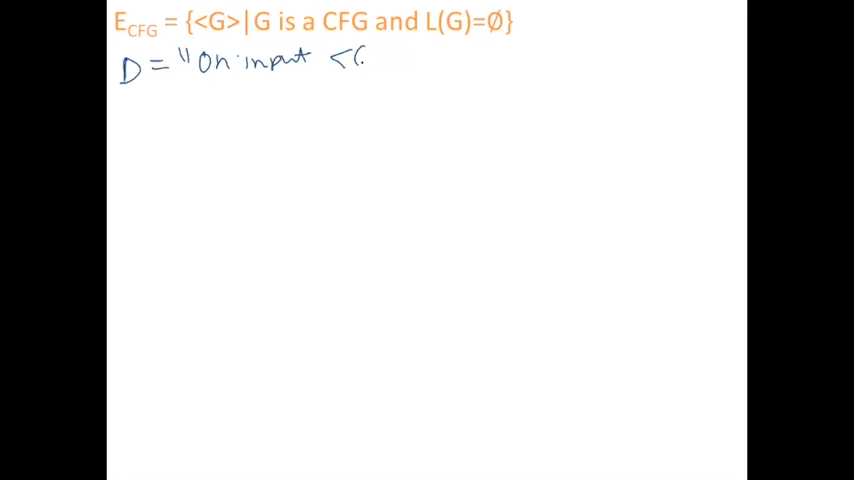 E_CFG = {<G>|G is a CFG and L(G)=Ø}
D = "On input <G